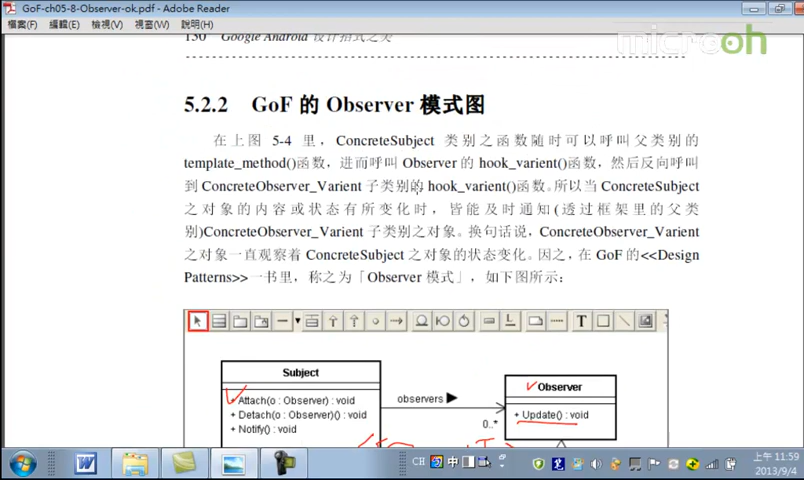 GoF-ch05-8-Observer-ok.pdf - Adobe Reader
檔案(F) 編輯(E) 檢視(V) 視窗(W) 說明(H)
microoh
130 Google Android 设计招式之美
5.2.2 GoF 的 Observer 模式图
在上图 5-4 里，ConcreteSubject 类别之函数随时可以呼叫父类别的
template_method()函数，进而呼叫 Observer 的 hook_varient()函数，然后反向呼叫
到 ConcreteObserver_Varient 子类别的 hook_varient()函数。所以当 ConcreteSubject
之对象的内容或状态有所变化时，皆能及时通知(透过框架里的父类
别)ConcreteObserver_Varient 子类别之对象。换句话说，ConcreteObserver_Varient
之对象一直观察着 ConcreteSubject 之对象的状态变化。因之，在 GoF 的<<Design
Patterns>>一书里，称之为「Observer 模式」，如下图所示：
T
Subject
+ Attach(o : Observer) : void
+ Detach(o : Observer)() : void
+ Notify() : void
observers
0..*
Observer
+ Update() : void
CH 中
上午 11:59
2013/9/4